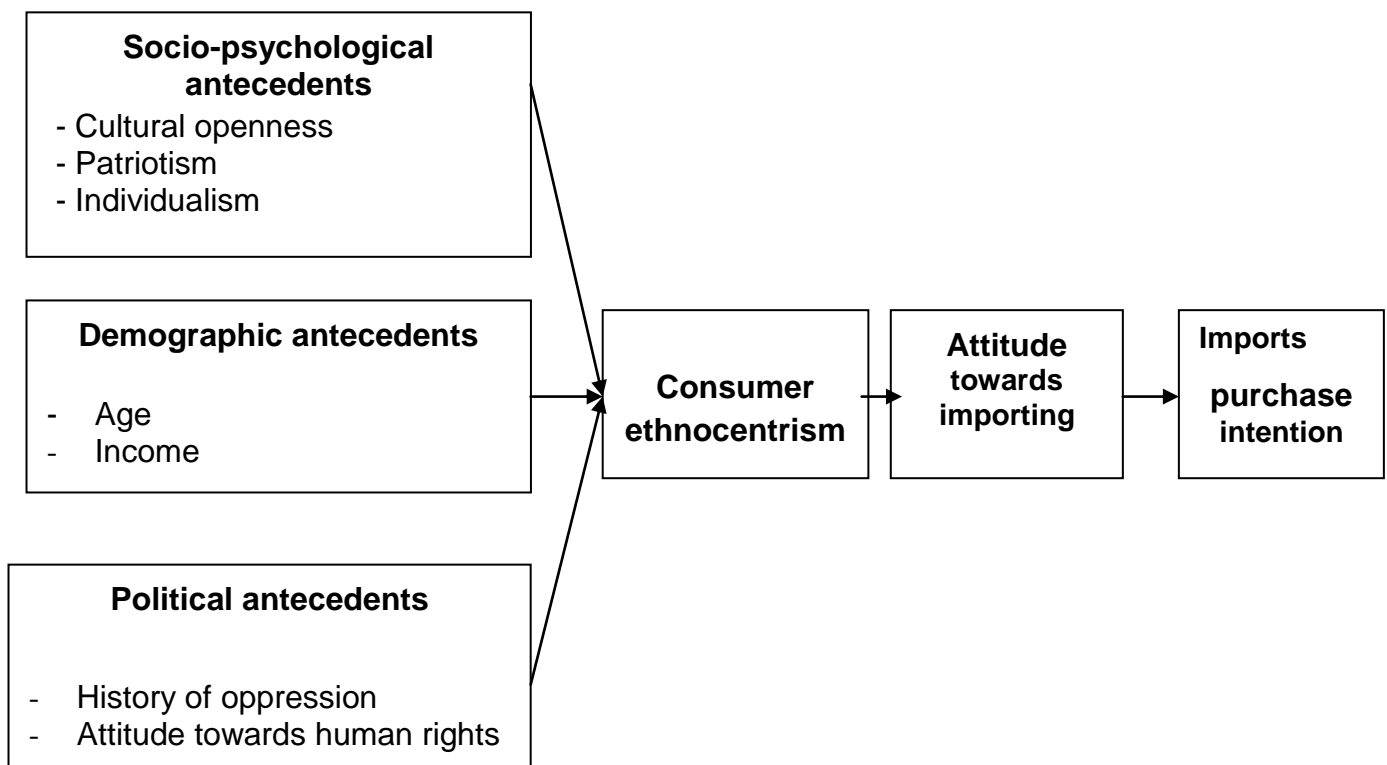 Socio-psychological
antecedents
- Cultural openness
- Patriotism
- Individualism
Demographic antecedents
- Age
- Income
Political antecedents
- History of oppression
- Attitude towards human rights
Consumer
ethnocentrism
Attitude
towards
importing
Imports
purchase
intention